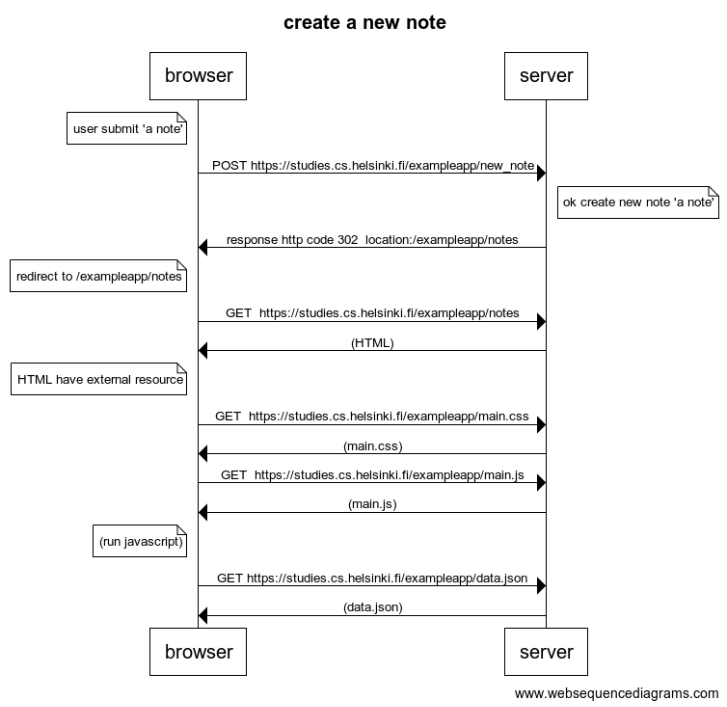 create a new note
browser
server
user submit 'a note'
POST https://studies.cs.helsinki.fi/exampleapp/new_note
ok create new note 'a note'
response http code 302  location:/exampleapp/notes
redirect to /exampleapp/notes
GET  https://studies.cs.helsinki.fi/exampleapp/notes
(HTML)
HTML have external resource
GET  https://studies.cs.helsinki.fi/exampleapp/main.css
(main.css)
GET  https://studies.cs.helsinki.fi/exampleapp/main.js
(main.js)
(run javascript)
GET https://studies.cs.helsinki.fi/exampleapp/data.json
(data.json)
browser
server
www.websequencediagrams.com